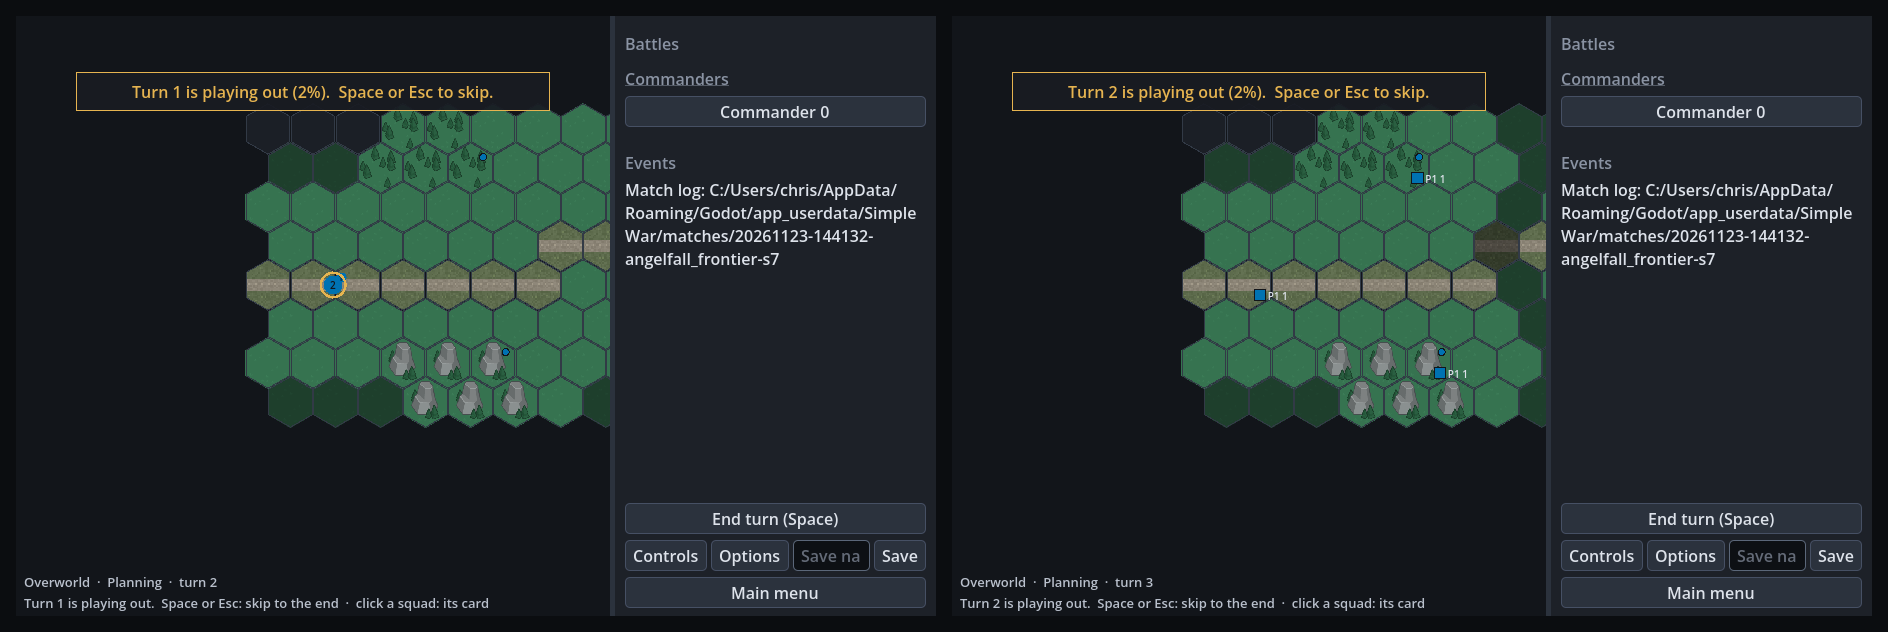 Turn 1 is playing out (2%).  Space or Esc to skip.
2
Battles
Commanders
Commander 0
Events
Match log: C:/Users/chris/AppData/
Roaming/Godot/app_userdata/Simple
War/matches/20261123-144132-
angelfall_frontier-s7
End turn (Space)
Controls
Options
Save na
Save
Main menu
Overworld · Planning · turn 2
Turn 1 is playing out.  Space or Esc: skip to the end · click a squad: its card
Turn 2 is playing out (2%).  Space or Esc to skip.
P1 1
P1 1
P1 1
Battles
Commanders
Commander 0
Events
Match log: C:/Users/chris/AppData/
Roaming/Godot/app_userdata/Simple
War/matches/20261123-144132-
angelfall_frontier-s7
End turn (Space)
Controls
Options
Save na
Save
Main menu
Overworld · Planning · turn 3
Turn 2 is playing out.  Space or Esc: skip to the end · click a squad: its card